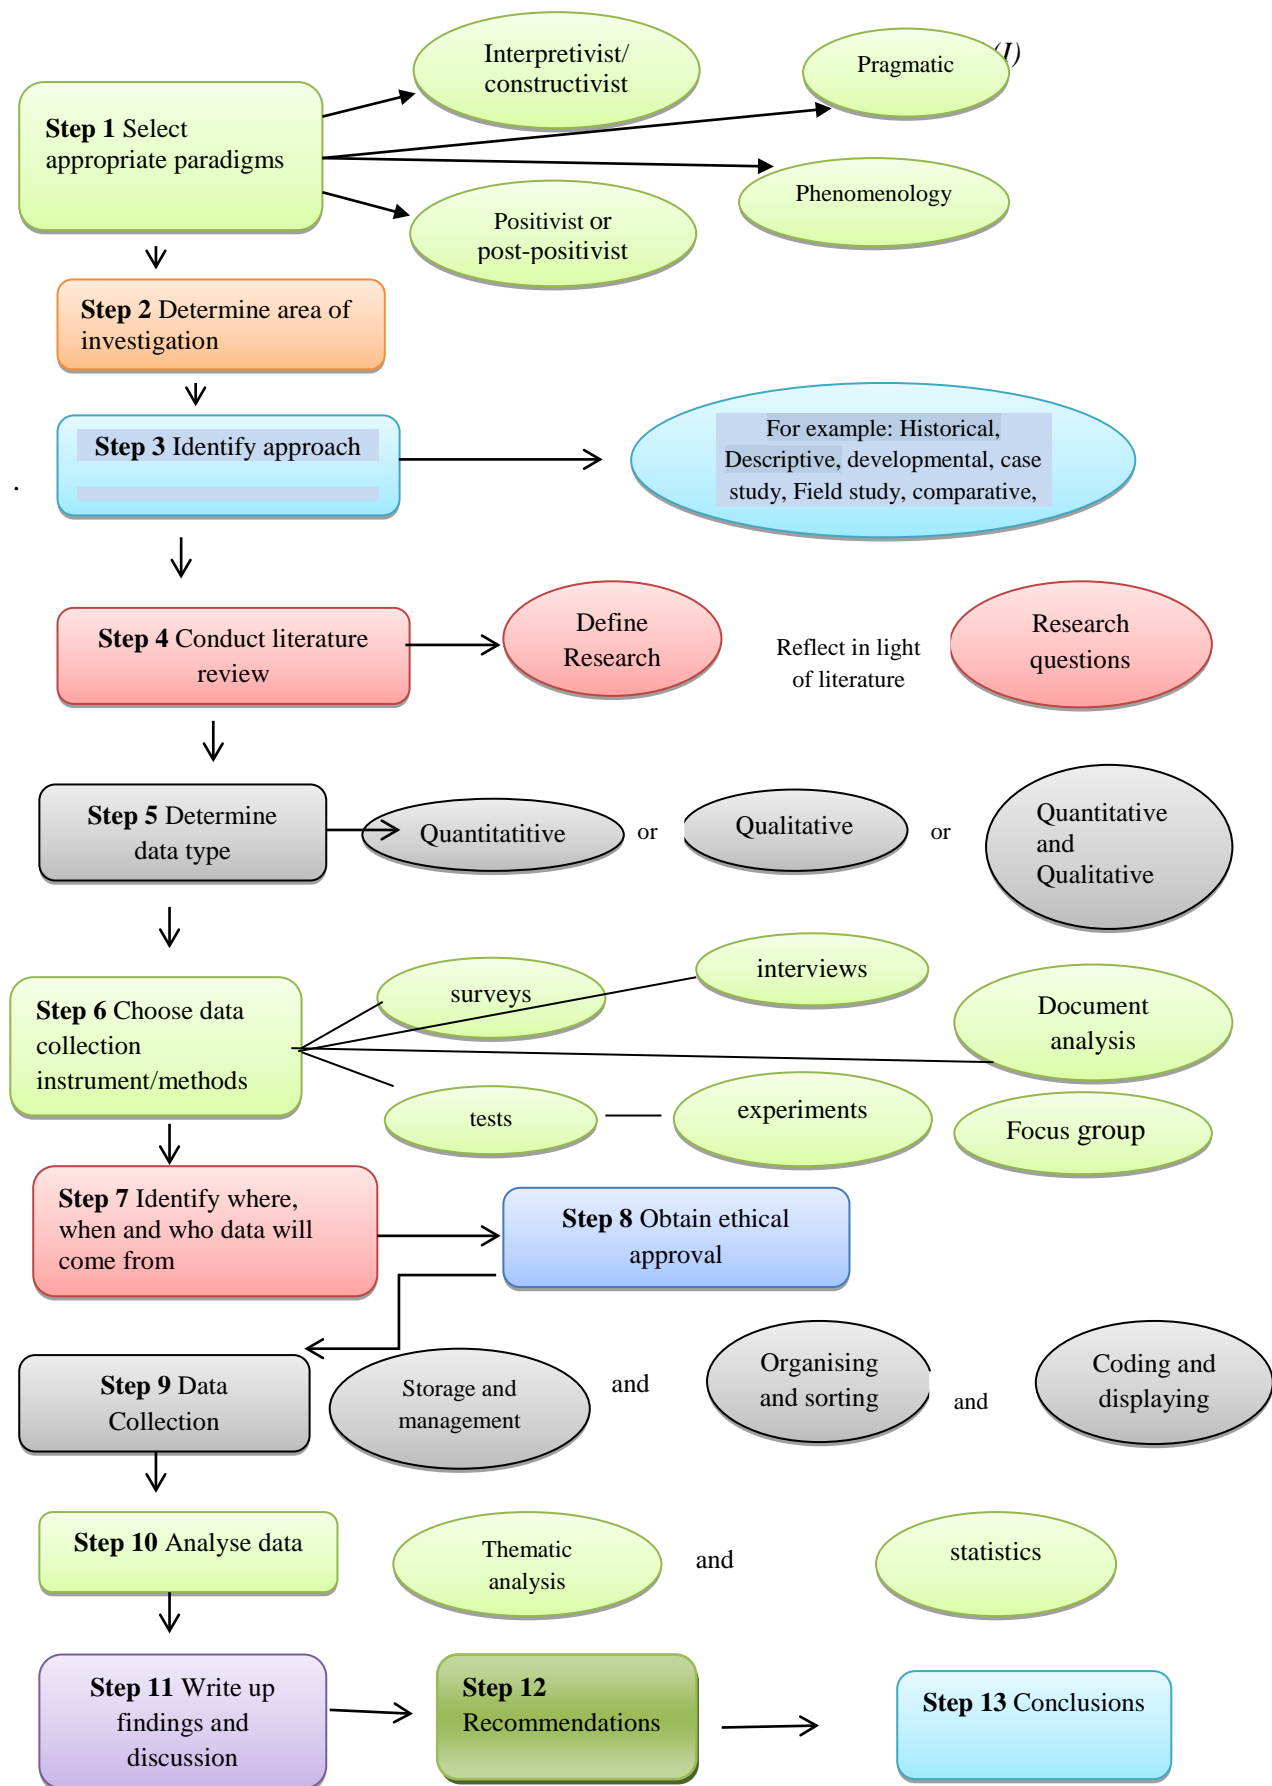 Interpretivist/
constructivist
Pragmatic
(I)
Step 1 Select
appropriate paradigms
Phenomenology
Positivist or
post-positivist
Step 2 Determine area of
investigation
Step 3 Identify approach
For example: Historical,
Descriptive, developmental, case
study, Field study, comparative,
.
Step 4 Conduct literature
review
Define
Research
Reflect in light
of literature
Research
questions
Step 5 Determine
data type
Quantitatitive
or
Qualitative
or
Quantitative
and
Qualitative
Step 6 Choose data
collection
instrument/methods
surveys
interviews
Document
analysis
tests
experiments
Focus group
Step 7 Identify where,
when and who data will
come from
Step 8 Obtain ethical
approval
Step 9 Data
Collection
Storage and
management
and
Organising
and sorting
and
Coding and
displaying
Step 10 Analyse data
Thematic
analysis
and
statistics
Step 11 Write up
findings and
discussion
Step 12
Recommendations
Step 13 Conclusions